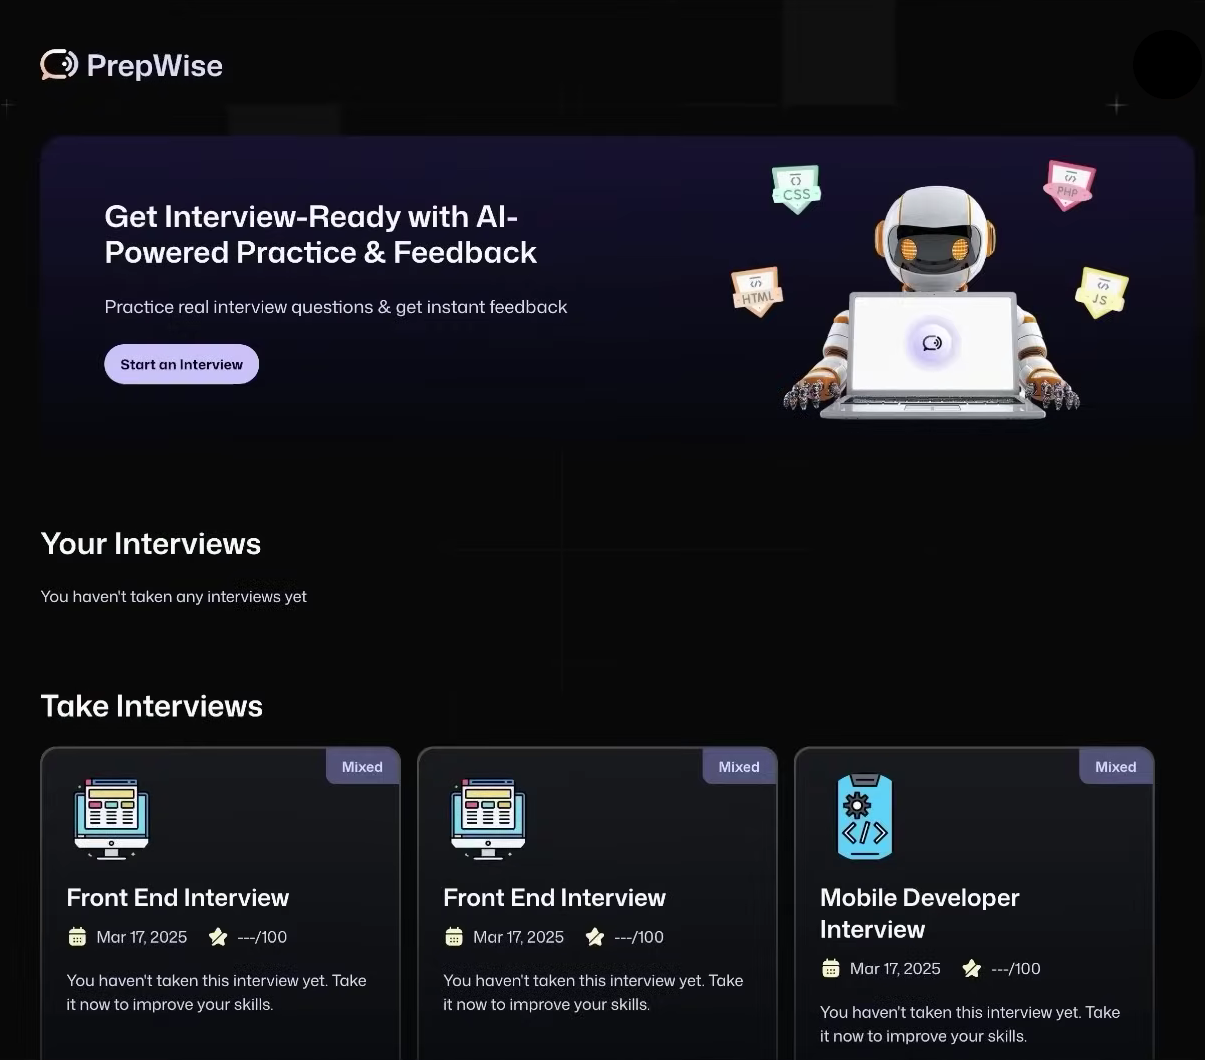 PrepWise
Get Interview-Ready with AI-
Powered Practice & Feedback
Practice real interview questions & get instant feedback
Start an Interview
CSS
PHP
HTML
JS
Your Interviews
You haven't taken any interviews yet
Take Interviews
Mixed
Front End Interview
Mar 17, 2025 ---/100
You haven't taken this interview yet. Take
it now to improve your skills.
Mixed
Front End Interview
Mar 17, 2025 ---/100
You haven't taken this interview yet. Take
it now to improve your skills.
Mixed
Mobile Developer
Interview
Mar 17, 2025 ---/100
You haven't taken this interview yet. Take
it now to improve your skills.